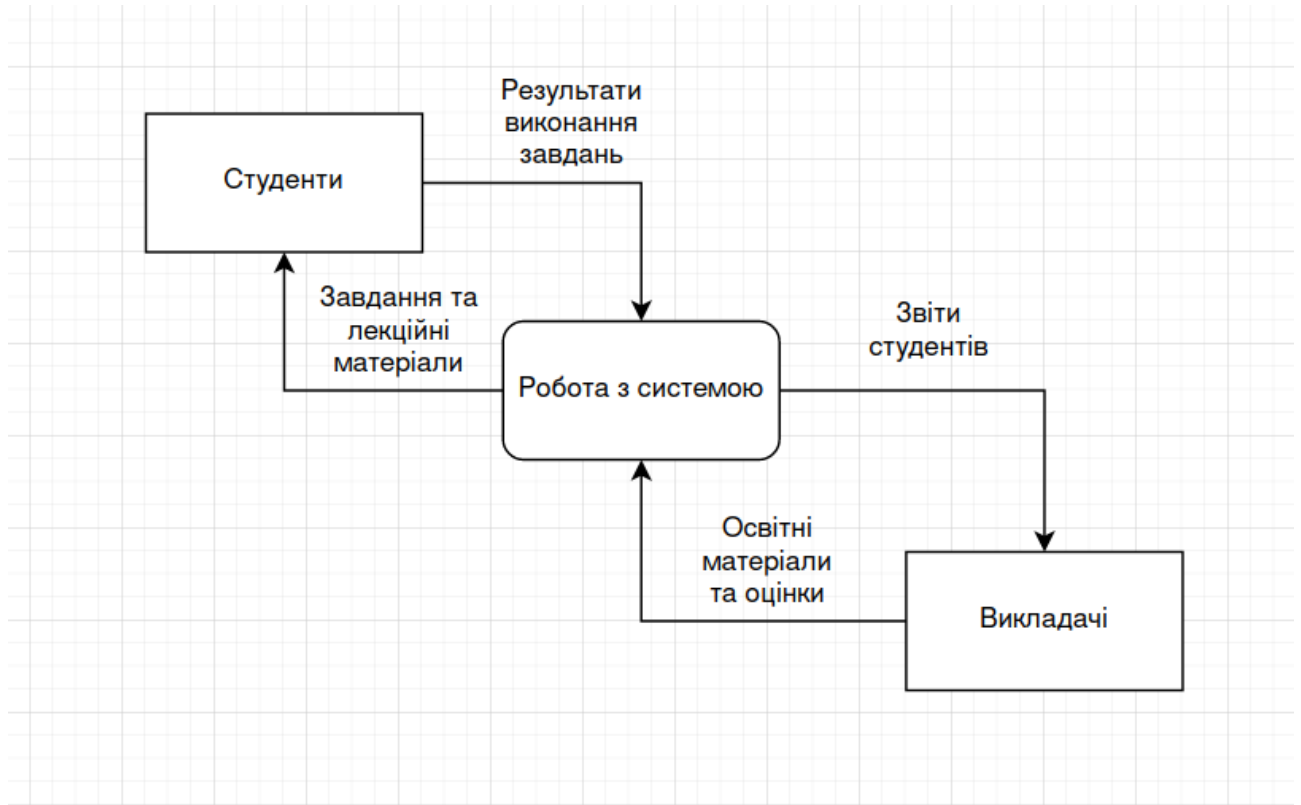 Результати
виконання
завдань
Студенти
Завдання та
лекційні
матеріали
Звіти
студентів
Робота з системою
Освітні
матеріали
та оцінки
Викладачі